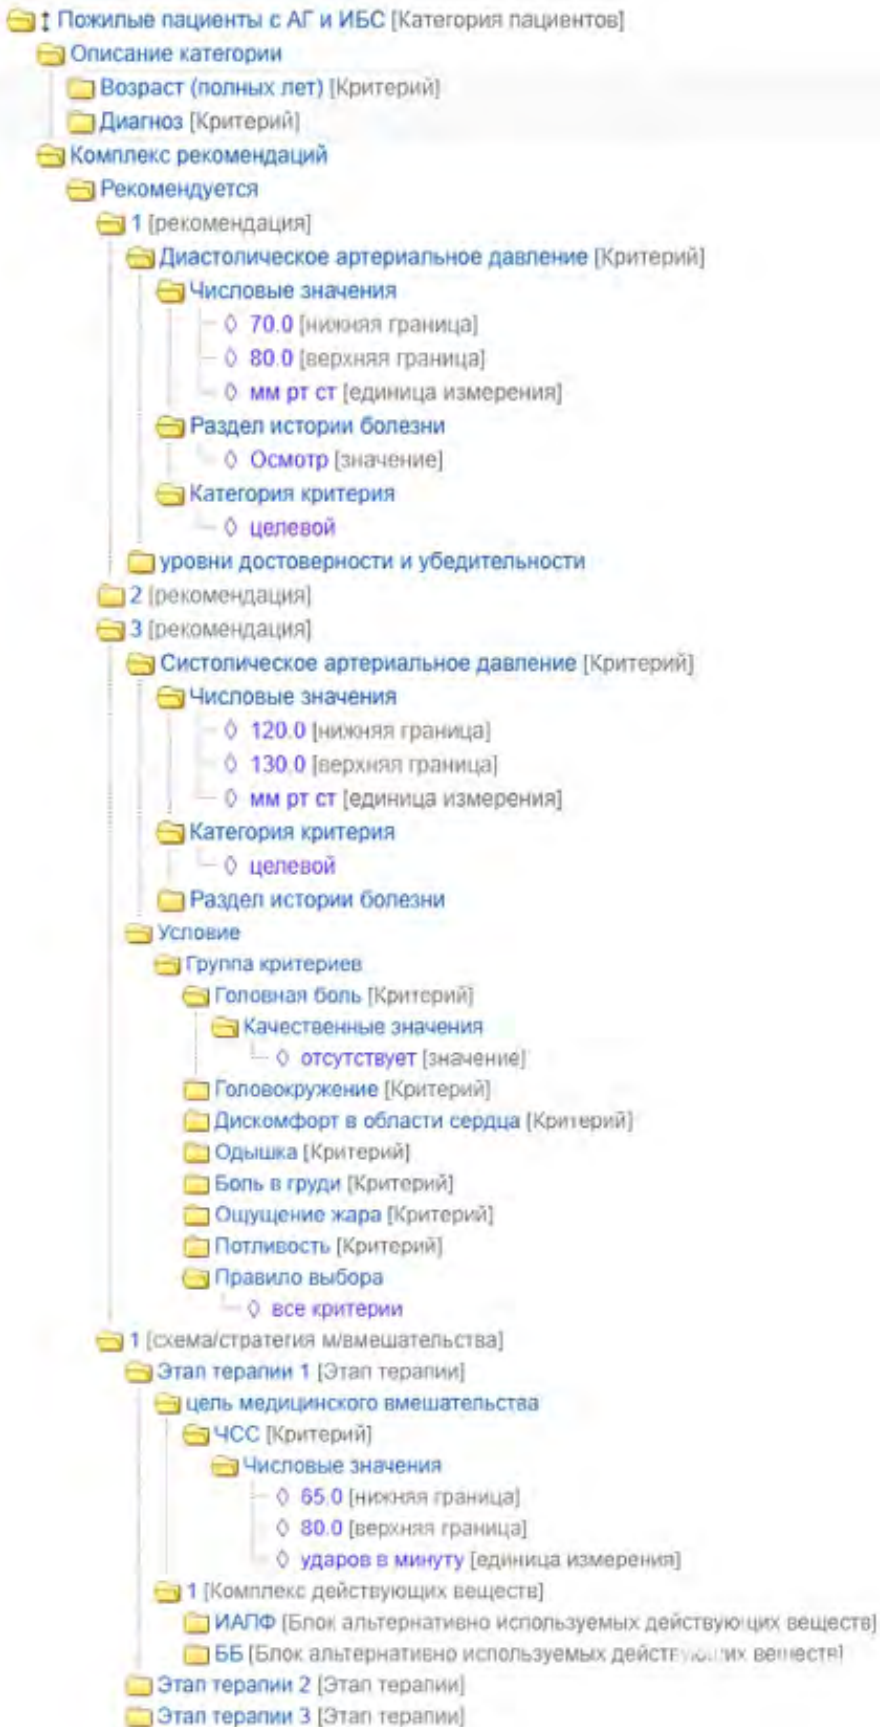 Пожилые пациенты с АГ и ИБС [Категория пациентов]
Описание категории
Возраст (полных лет) [Критерий]
Диагноз [Критерий]
Комплекс рекомендаций
Рекомендуется
1 [рекомендация]
Диастолическое артериальное давление [Критерий]
Числовые значения
70.0 [нижняя граница]
80.0 [верхняя граница]
мм рт ст [единица измерения]
Раздел истории болезни
Осмотр [значение]
Категория критерия
целевой
уровни достоверности и убедительности
2 [рекомендация]
3 [рекомендация]
Систолическое артериальное давление [Критерий]
Числовые значения
120.0 [нижняя граница]
130.0 [верхняя граница]
мм рт ст [единица измерения]
Категория критерия
целевой
Раздел истории болезни
Условие
Группа критериев
Головная боль [Критерий]
Качественные значения
отсутствует [значение]
Головокружение [Критерий]
Дискомфорт в области сердца [Критерий]
Одышка [Критерий]
Боль в груди [Критерий]
Ощущение жара [Критерий]
Потливость [Критерий]
Правило выбора
все критерии
1 [схема/стратегия м/вмешательства]
Этап терапии 1 [Этап терапии]
цель медицинского вмешательства
ЧСС [Критерий]
Числовые значения
65.0 [нижняя граница]
80.0 [верхняя граница]
ударов в минуту [единица измерения]
1 [Комплекс действующих веществ]
ИАПФ [Блок альтернативно используемых действующих веществ]
ББ [Блок альтернативно используемых действующих веществ]
Этап терапии 2 [Этап терапии]
Этап терапии 3 [Этап терапии]